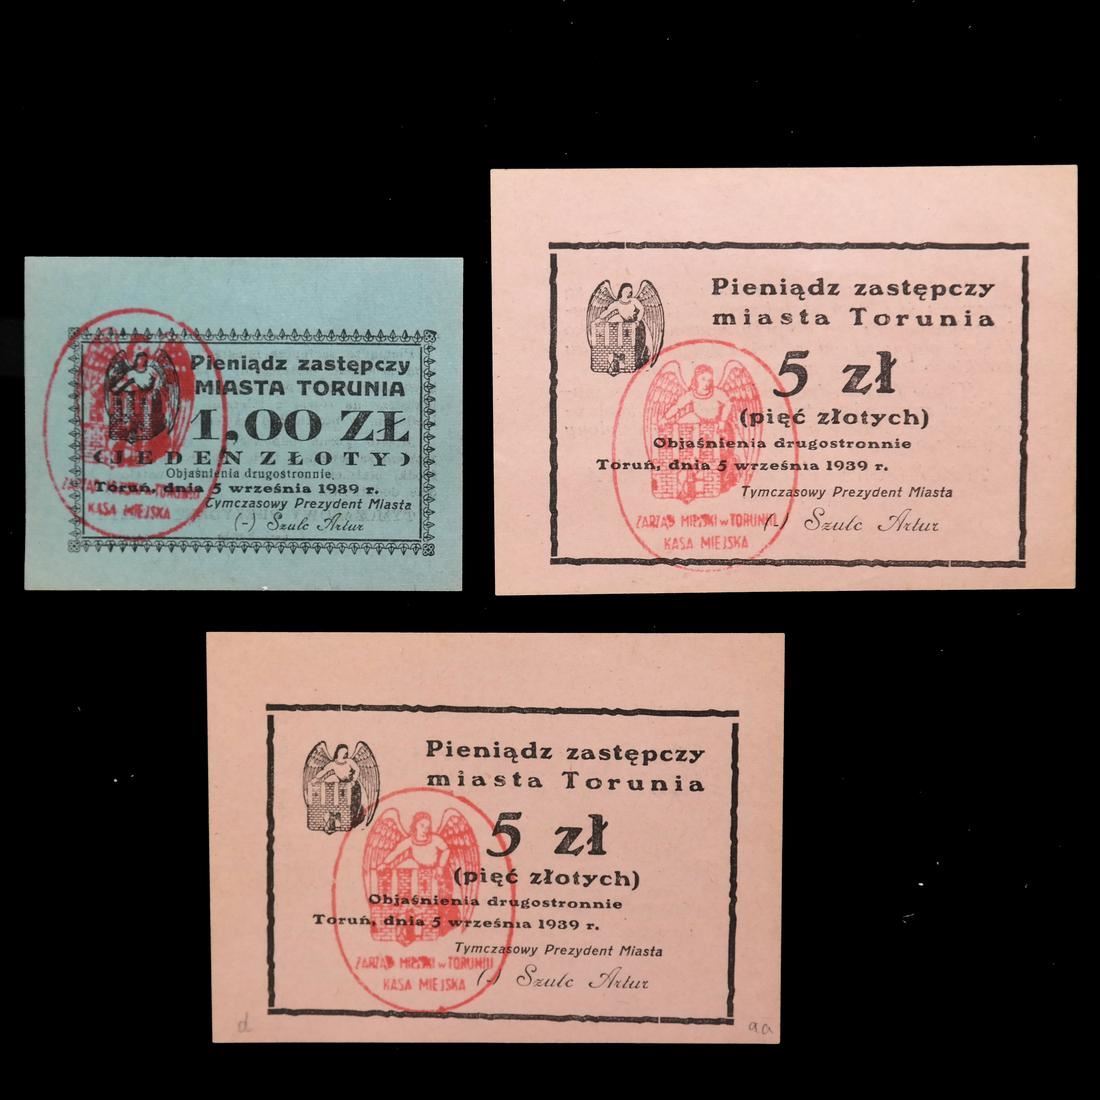 Pieniądz zastępczy
MIASTA TORUNIA
1,00 ZŁ
(JEDEN ZŁOTY)
Objaśnienia drugostronnie
Toruń, dnia 5 września 1939 r.
Tymczasowy Prezydent Miasta
(-) Szulc Artur
ZARZĄD MIEJSKI w TORUNIU
KASA MIEJSKA
Pieniądz zastępczy
miasta Torunia
5 zł
(pięć złotych)
Objaśnienia drugostronnie
Toruń, dnia 5 września 1939 r.
Tymczasowy Prezydent Miasta
(-) Szulc Artur
ZARZĄD MIEJSKI w TORUNIU
KASA MIEJSKA
Pieniądz zastępczy
miasta Torunia
5 zł
(pięć złotych)
Objaśnienia drugostronnie
Toruń, dnia 5 września 1939 r.
Tymczasowy Prezydent Miasta
(-) Szulc Artur
ZARZĄD MIEJSKI w TORUNIU
KASA MIEJSKA
d
aa